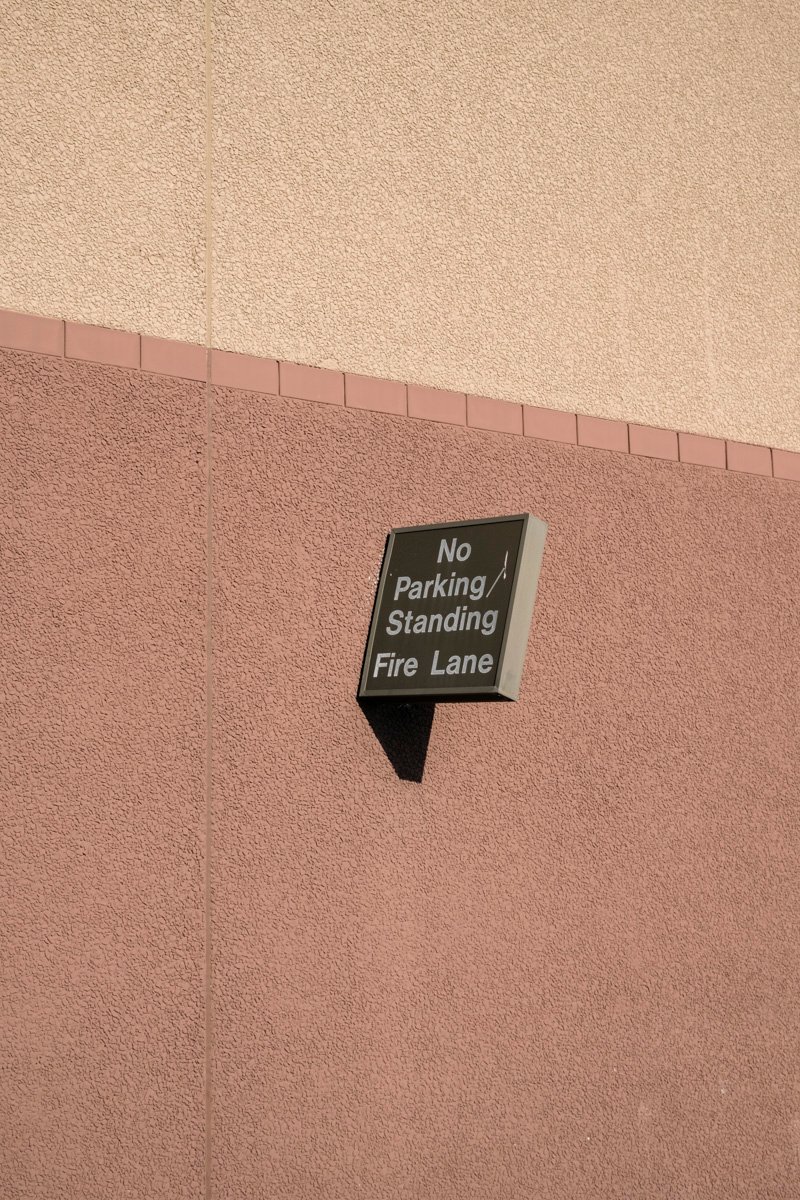 No
Parking/
Standing
Fire Lane